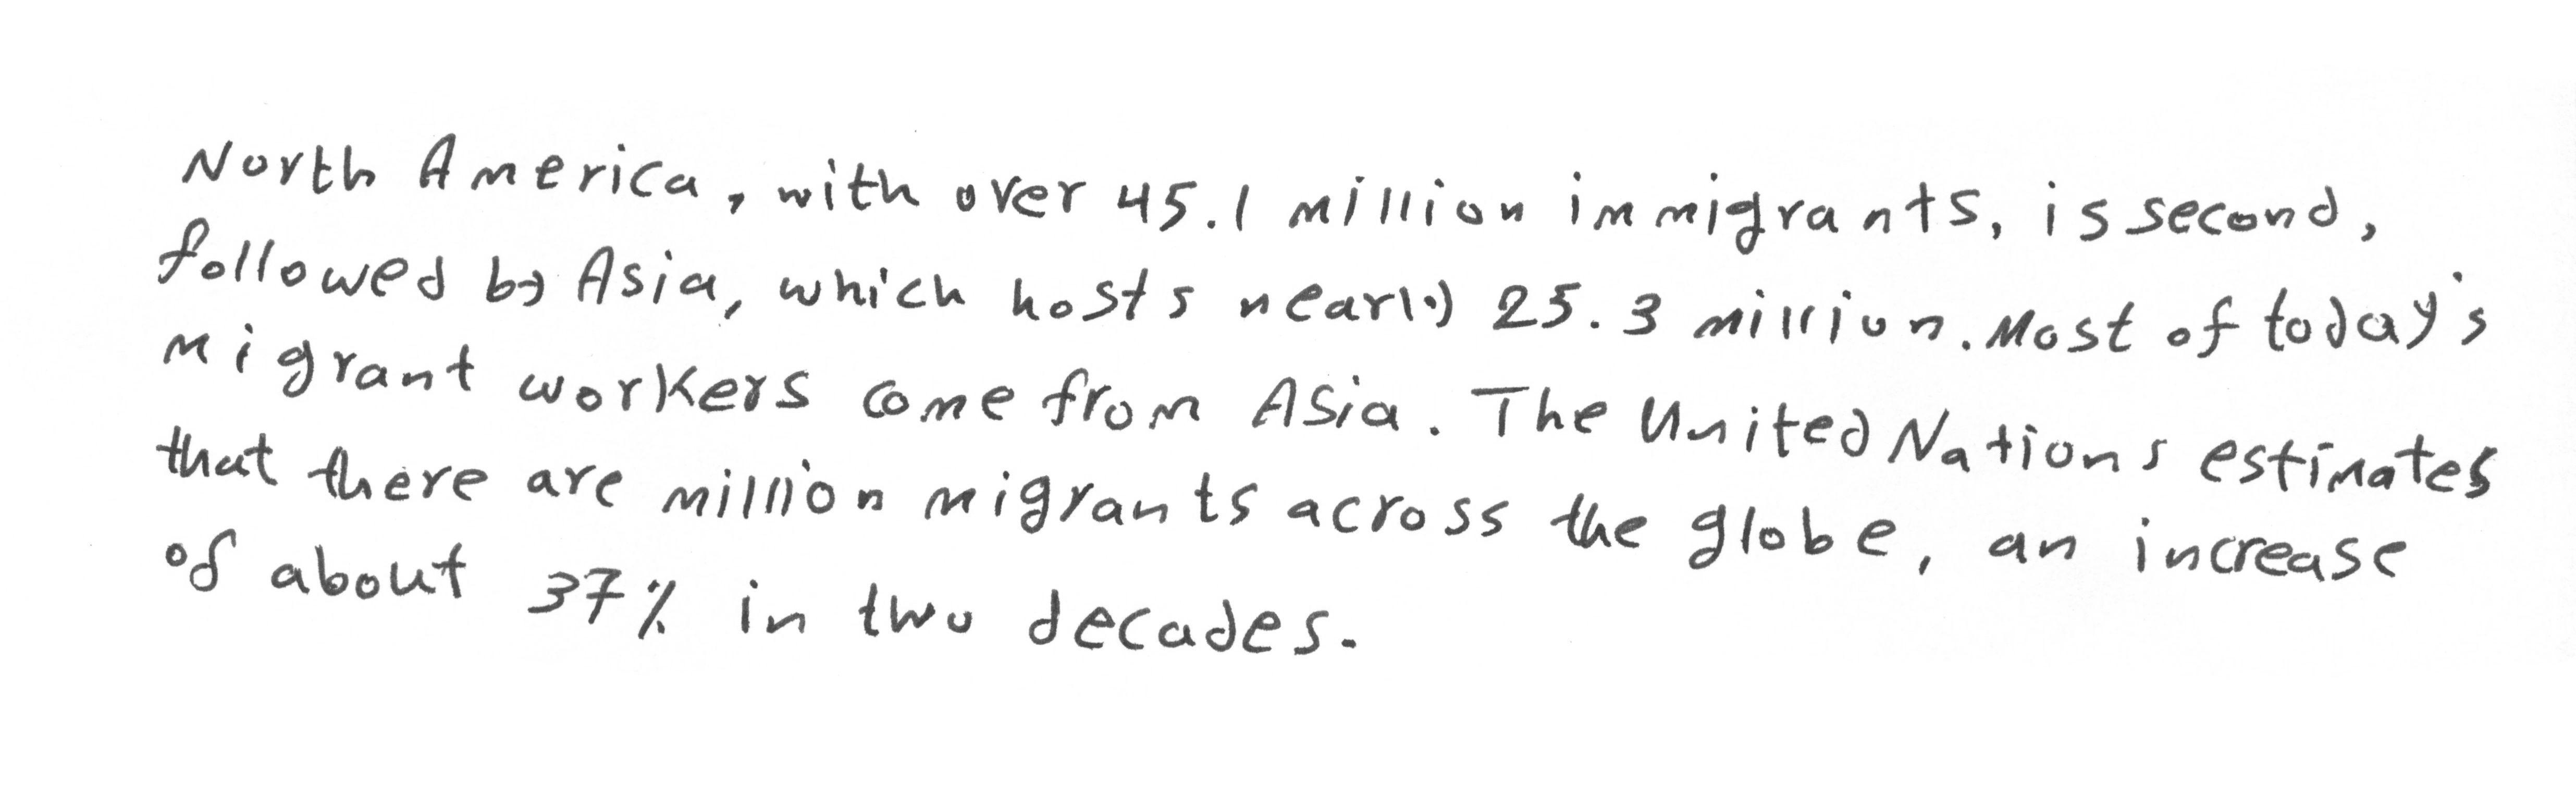 North America, with over 45.1 million immigrants, is second,
followed by Asia, which hosts nearly 25.3 million. Most of today's
migrant workers come from Asia. The United Nations estimates
that there are million migrants across the globe, an increase
of about 37% in two decades.